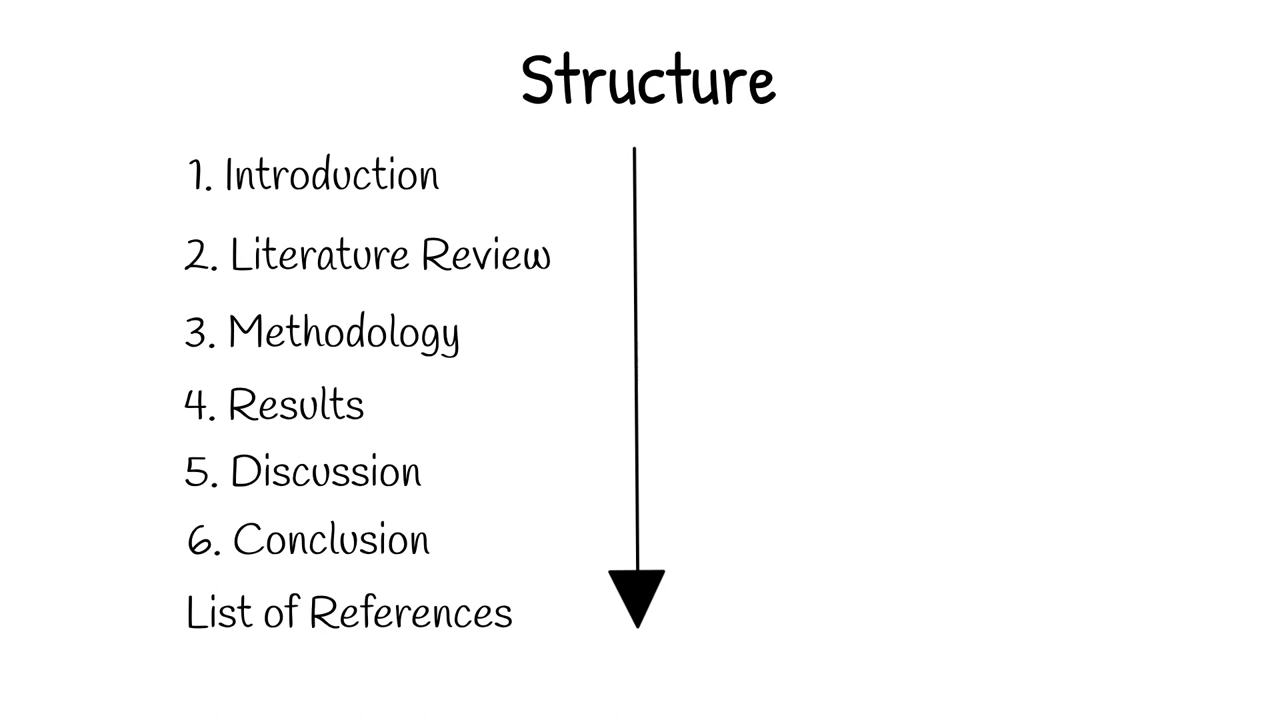 Structure
1. Introduction
2. Literature Review
3. Methodology
4. Results
5. Discussion
6. Conclusion
List of References